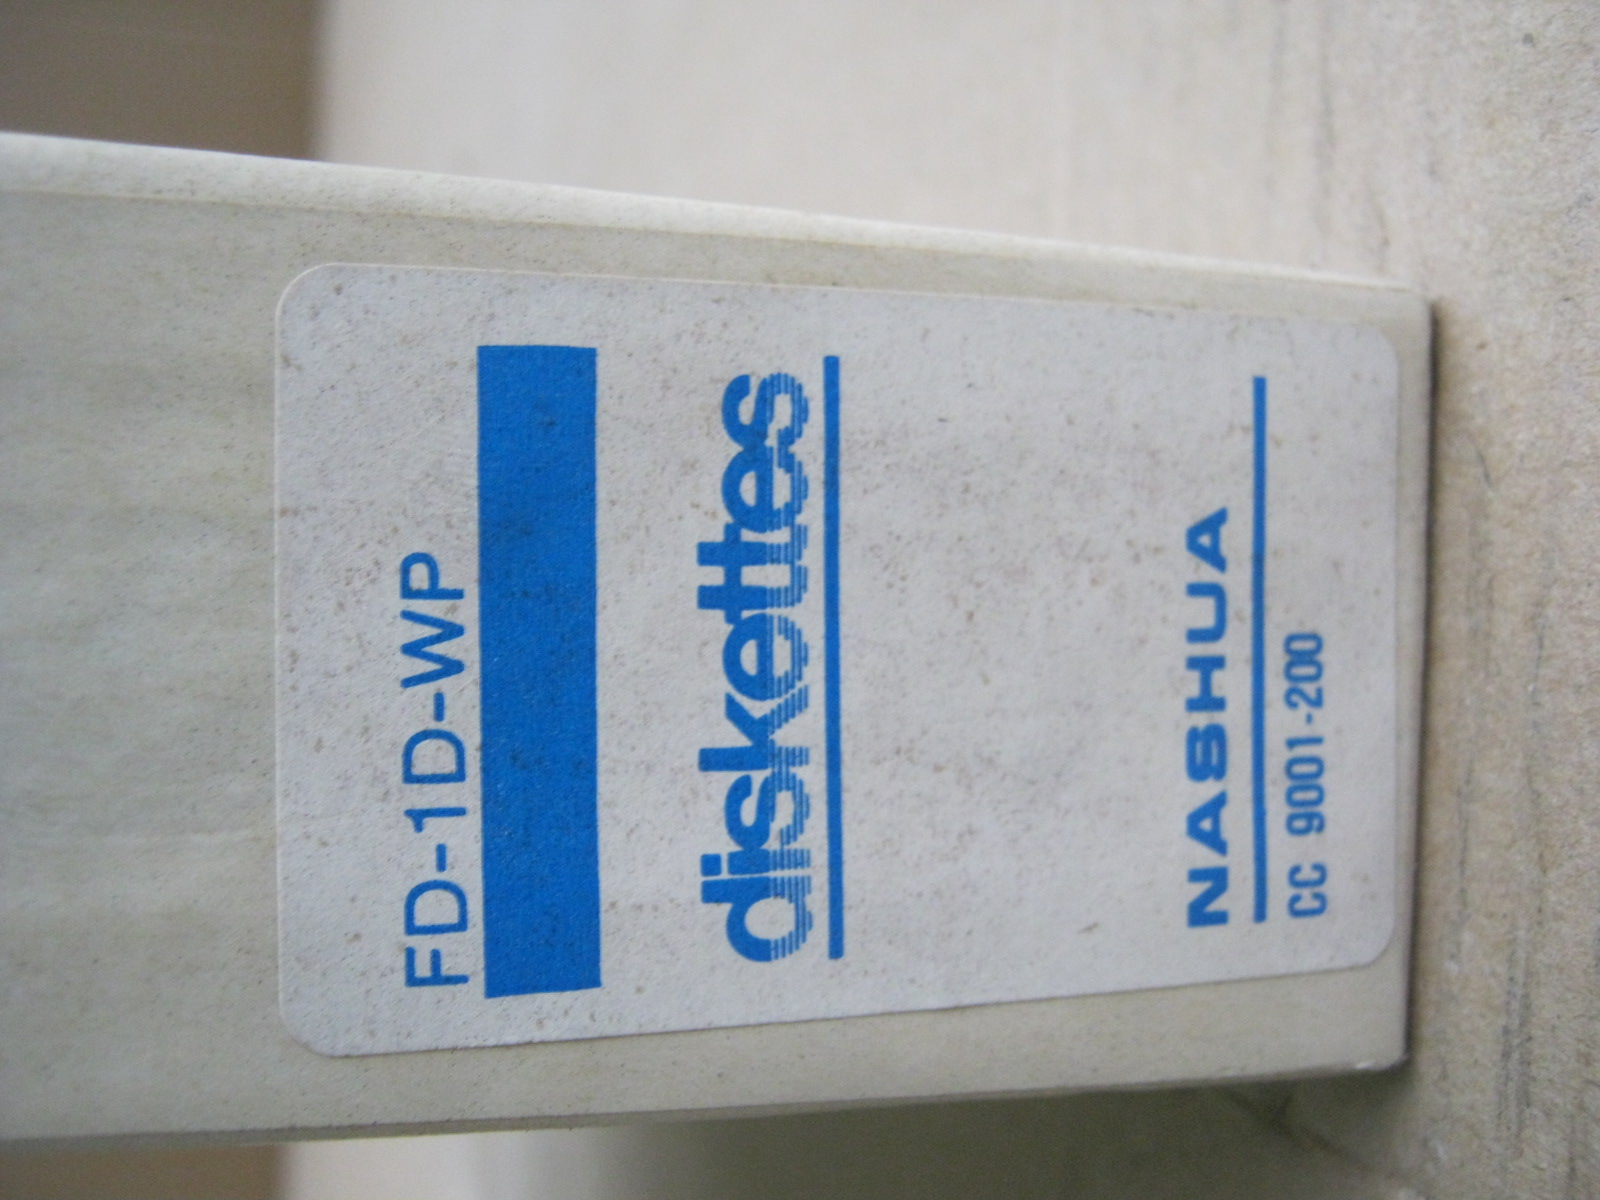 FD-1D-WP
diskettes
NASHUA
CC 9001-200